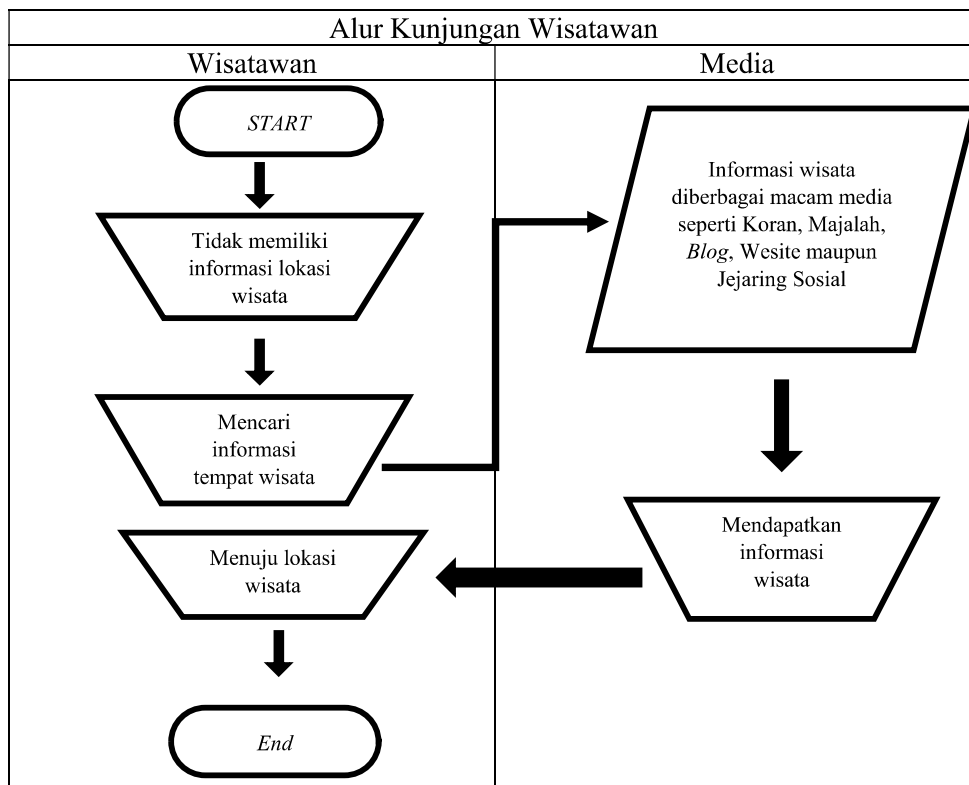 Alur Kunjungan Wisatawan
Wisatawan
Media
START
Tidak memiliki
informasi lokasi
wisata
Mencari
informasi
tempat wisata
Informasi wisata
diberbagai macam media
seperti Koran, Majalah,
Blog, Wesite maupun
Jejaring Sosial
Mendapatkan
informasi
wisata
Menuju lokasi
wisata
End